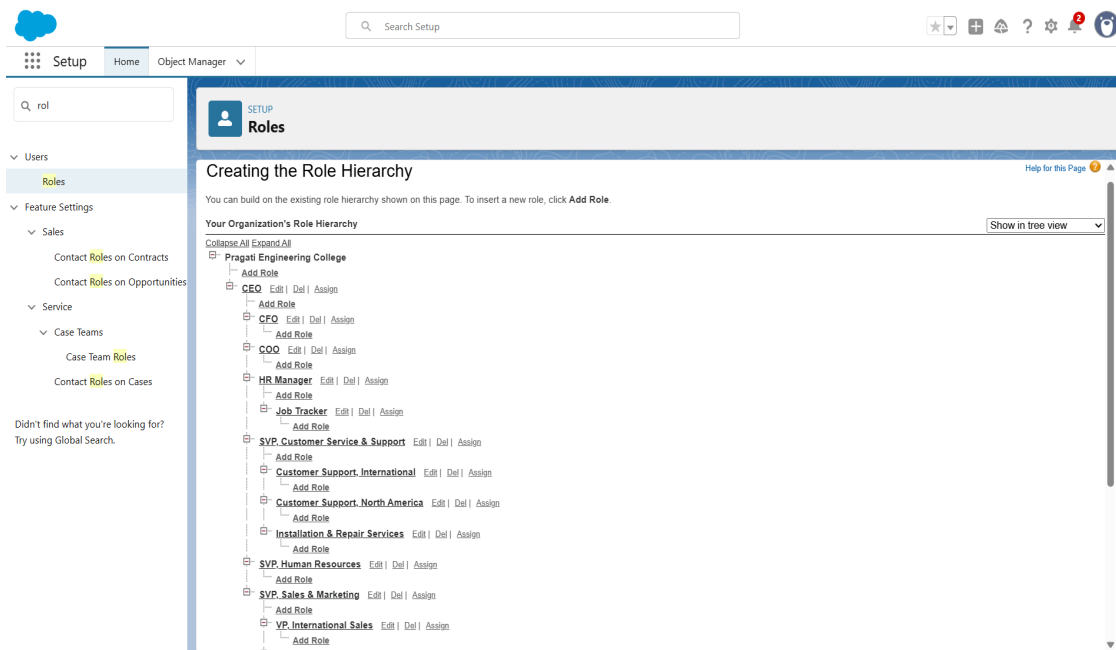 Search Setup
2
Setup
Home
Object Manager
rol
Users
Roles
Feature Settings
Sales
Contact Roles on Contracts
Contact Roles on Opportunities
Service
Case Teams
Case Team Roles
Contact Roles on Cases
Didn't find what you're looking for?
Try using Global Search.
SETUP
Roles
Creating the Role Hierarchy
Help for this Page ?
You can build on the existing role hierarchy shown on this page. To insert a new role, click Add Role.
Your Organization's Role Hierarchy
Show in tree view
Collapse All Expand All
Pragati Engineering College
Add Role
CEO Edit | Del | Assign
Add Role
CFO Edit | Del | Assign
Add Role
COO Edit | Del | Assign
Add Role
HR Manager Edit | Del | Assign
Add Role
Job Tracker Edit | Del | Assign
Add Role
SVP, Customer Service & Support Edit | Del | Assign
Add Role
Customer Support, International Edit | Del | Assign
Add Role
Customer Support, North America Edit | Del | Assign
Add Role
Installation & Repair Services Edit | Del | Assign
Add Role
SVP, Human Resources Edit | Del | Assign
Add Role
SVP, Sales & Marketing Edit | Del | Assign
Add Role
VP, International Sales Edit | Del | Assign
Add Role